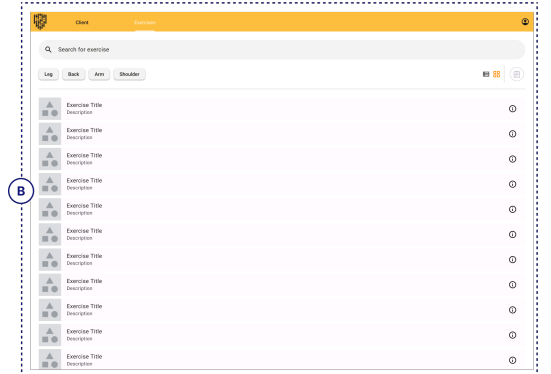 Client
Exercise
Search for exercise
Leg
Back
Arm
Shoulder
Exercise Title
Description
Exercise Title
Description
Exercise Title
Description
B
Exercise Title
Description
Exercise Title
Description
Exercise Title
Description
Exercise Title
Description
Exercise Title
Description
Exercise Title
Description
Exercise Title
Description
Exercise Title
Description